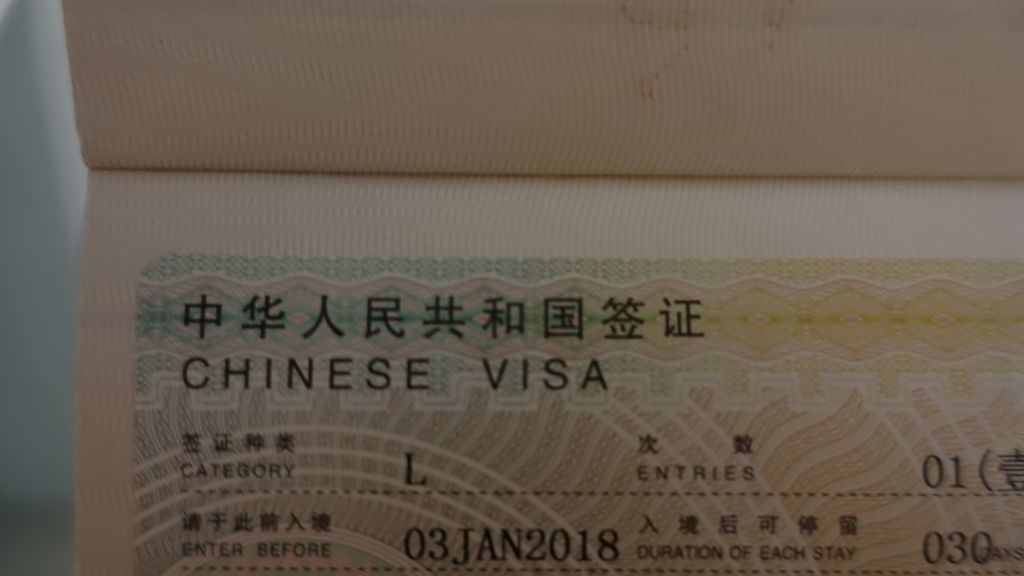 中华人民共和国签证
CHINESE VISA
签证种类 次 数
CATEGORY L ENTRIES 01(壹
请于此前入境 入境后可停留
ENTER BEFORE 03JAN2018 DURATION OF EACH STAY 030 DAYS